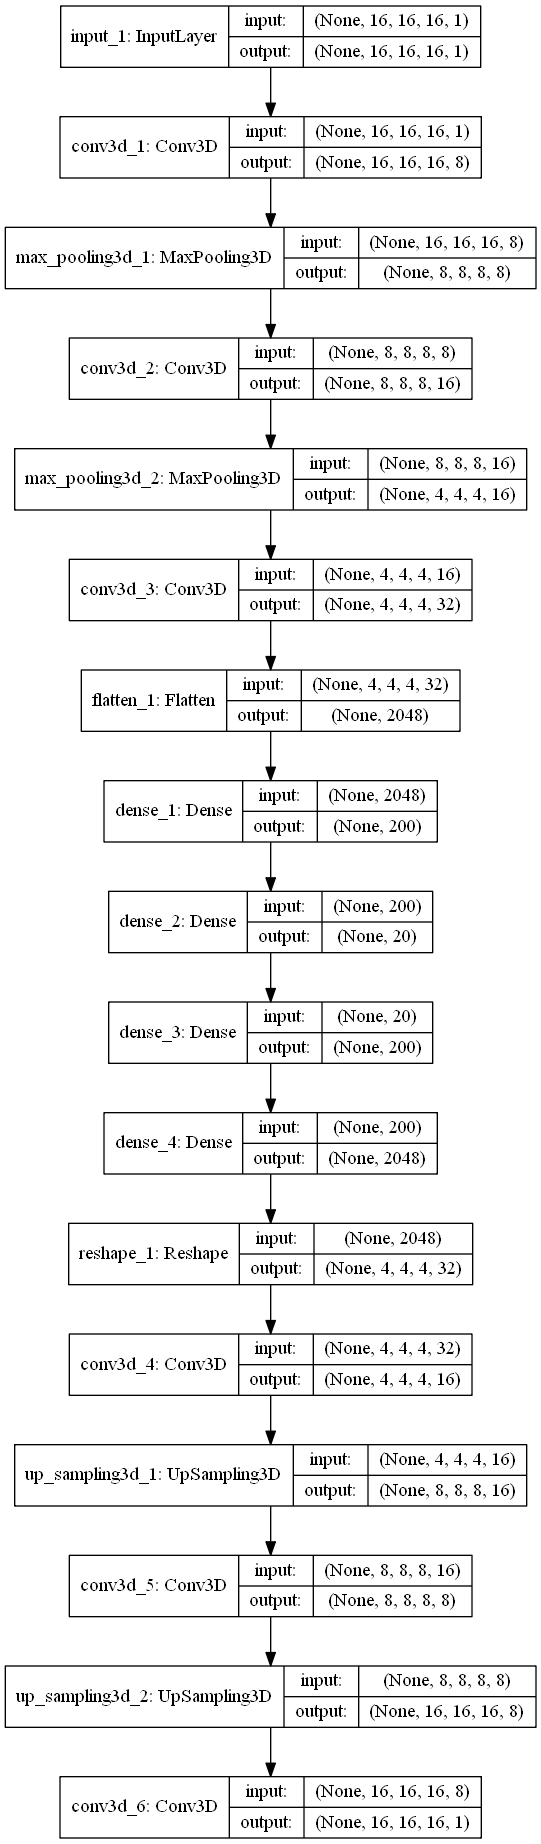 input_1: InputLayer
input: (None, 16, 16, 16, 1)
output: (None, 16, 16, 16, 1)
conv3d_1: Conv3D
input: (None, 16, 16, 16, 1)
output: (None, 16, 16, 16, 8)
max_pooling3d_1: MaxPooling3D
input: (None, 16, 16, 16, 8)
output: (None, 8, 8, 8, 8)
conv3d_2: Conv3D
input: (None, 8, 8, 8, 8)
output: (None, 8, 8, 8, 16)
max_pooling3d_2: MaxPooling3D
input: (None, 8, 8, 8, 16)
output: (None, 4, 4, 4, 16)
conv3d_3: Conv3D
input: (None, 4, 4, 4, 16)
output: (None, 4, 4, 4, 32)
flatten_1: Flatten
input: (None, 4, 4, 4, 32)
output: (None, 2048)
dense_1: Dense
input: (None, 2048)
output: (None, 200)
dense_2: Dense
input: (None, 200)
output: (None, 20)
dense_3: Dense
input: (None, 20)
output: (None, 200)
dense_4: Dense
input: (None, 200)
output: (None, 2048)
reshape_1: Reshape
input: (None, 2048)
output: (None, 4, 4, 4, 32)
conv3d_4: Conv3D
input: (None, 4, 4, 4, 32)
output: (None, 4, 4, 4, 16)
up_sampling3d_1: UpSampling3D
input: (None, 4, 4, 4, 16)
output: (None, 8, 8, 8, 16)
conv3d_5: Conv3D
input: (None, 8, 8, 8, 16)
output: (None, 8, 8, 8, 8)
up_sampling3d_2: UpSampling3D
input: (None, 8, 8, 8, 8)
output: (None, 16, 16, 16, 8)
conv3d_6: Conv3D
input: (None, 16, 16, 16, 8)
output: (None, 16, 16, 16, 1)